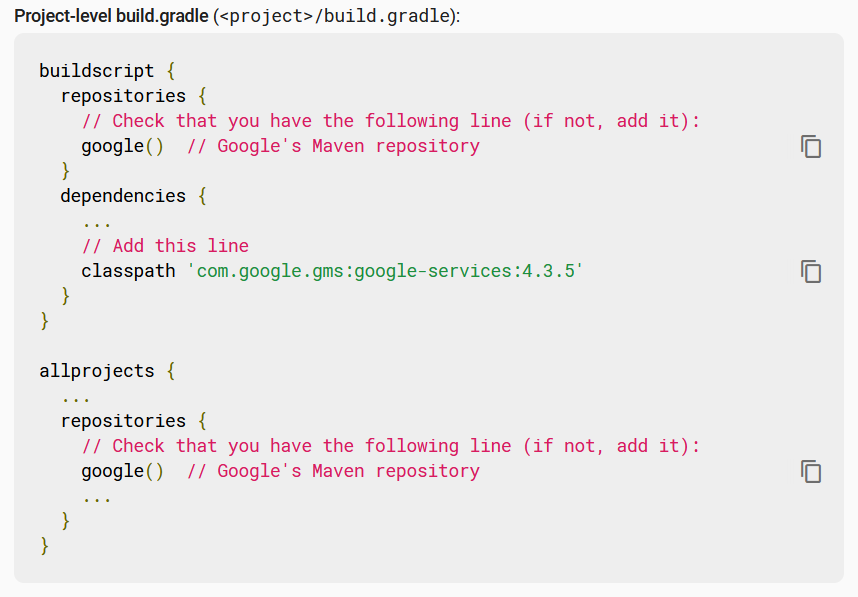 Project-level build.gradle (<project>/build.gradle):
buildscript {
  repositories {
    // Check that you have the following line (if not, add it):
    google()  // Google's Maven repository
  }
  dependencies {
    ...
    // Add this line
    classpath 'com.google.gms:google-services:4.3.5'
  }
}

allprojects {
  ...
  repositories {
    // Check that you have the following line (if not, add it):
    google()  // Google's Maven repository
    ...
  }
}